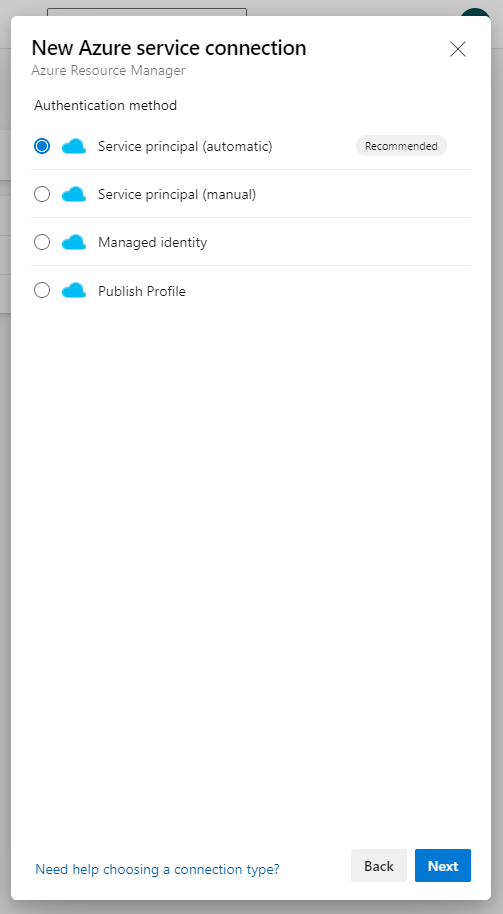 New Azure service connection
Azure Resource Manager
Authentication method
Service principal (automatic) Recommended
Service principal (manual)
Managed identity
Publish Profile
Need help choosing a connection type? Back Next